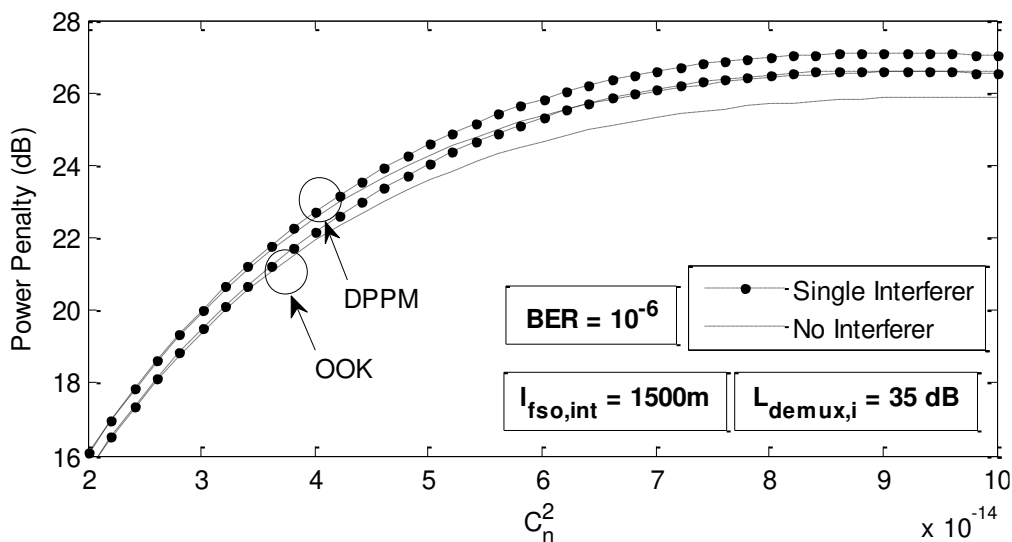 28
26
24
22
20
18
16
Power Penalty (dB)
2 3 4 5 6 7 8 9 10
C_n^2
x 10^-14
DPPM
OOK
Single Interferer
No Interferer
BER = 10^-6
l_fso,int = 1500m
L_demux,i = 35 dB